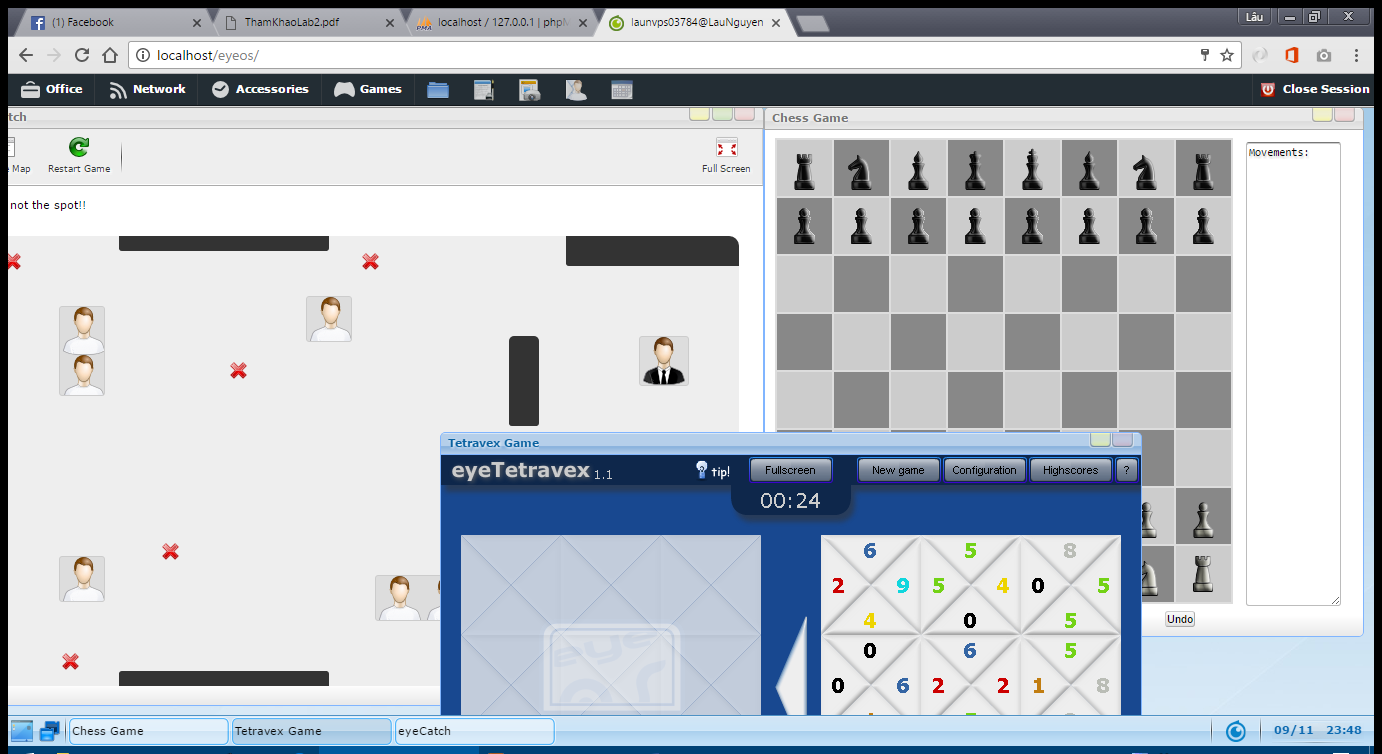 (1) Facebook
ThamKhaoLab2.pdf
localhost / 127.0.0.1 | phpM
launvps03784@LauNguyen
Lâu
localhost/eyeos/
Office
Network
Accessories
Games
Close Session
tch
Map
Restart Game
Full Screen
not the spot!!
Chess Game
Movements:
Undo
Tetravex Game
eyeTetravex 1.1
tip!
Fullscreen
New game
Configuration
Highscores
?
00:24
6 5 8
2 9 5 4 0 5
4 0 5
0 6 5
0 6 2 2 1 8
eye
Chess Game
Tetravex Game
eyeCatch
09/11 23:48